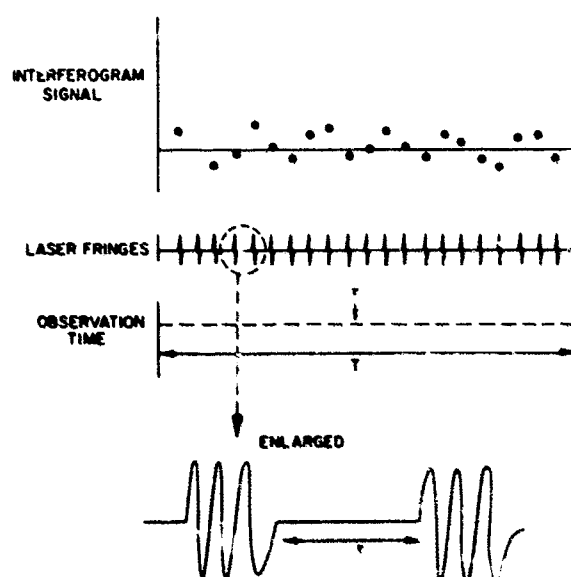 INTERFEROGRAM
SIGNAL
LASER FRINGES
OBSERVATION
TIME
τ
T
ENLARGED
τ